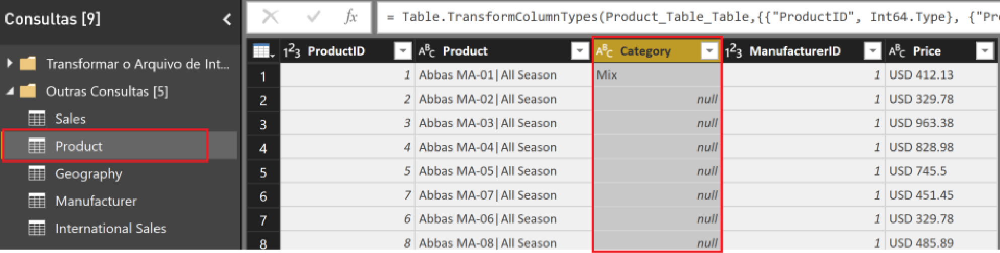 Consultas [9]
Transformar o Arquivo de Int...
Outras Consultas [5]
Sales
Product
Geography
Manufacturer
International Sales
fx = Table.TransformColumnTypes(Product_Table_Table,{{"ProductID", Int64.Type}, {"Pr
123 ProductID ABC Product ABC Category 123 ManufacturerID ABC Price
1 1 Abbas MA-01|All Season Mix 1 USD 412.13
2 2 Abbas MA-02|All Season null 1 USD 329.78
3 3 Abbas MA-03|All Season null 1 USD 963.38
4 4 Abbas MA-04|All Season null 1 USD 828.98
5 5 Abbas MA-05|All Season null 1 USD 745.5
6 7 Abbas MA-07|All Season null 1 USD 451.45
7 6 Abbas MA-06|All Season null 1 USD 329.78
8 8 Abbas MA-08|All Season null 1 USD 485.89